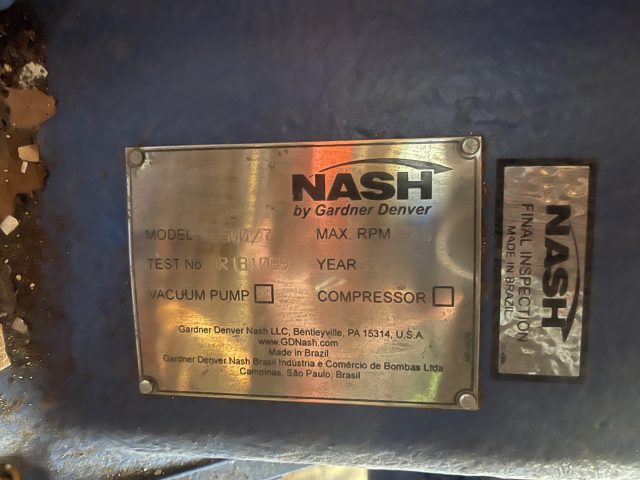 NASH
by Gardner Denver
MODEL
MAX. RPM
TEST No.
YEAR
VACUUM PUMP
COMPRESSOR
Gardner Denver Nash LLC, Bentleyville, PA 15314, U.S.A.
www.GDNash.com
Made in Brazil
Gardner Denver Nash Brasil Indústria e Comércio de Bombas Ltda
Campinas, São Paulo, Brasil
NASH
FINAL INSPECTION
MADE IN BRAZIL